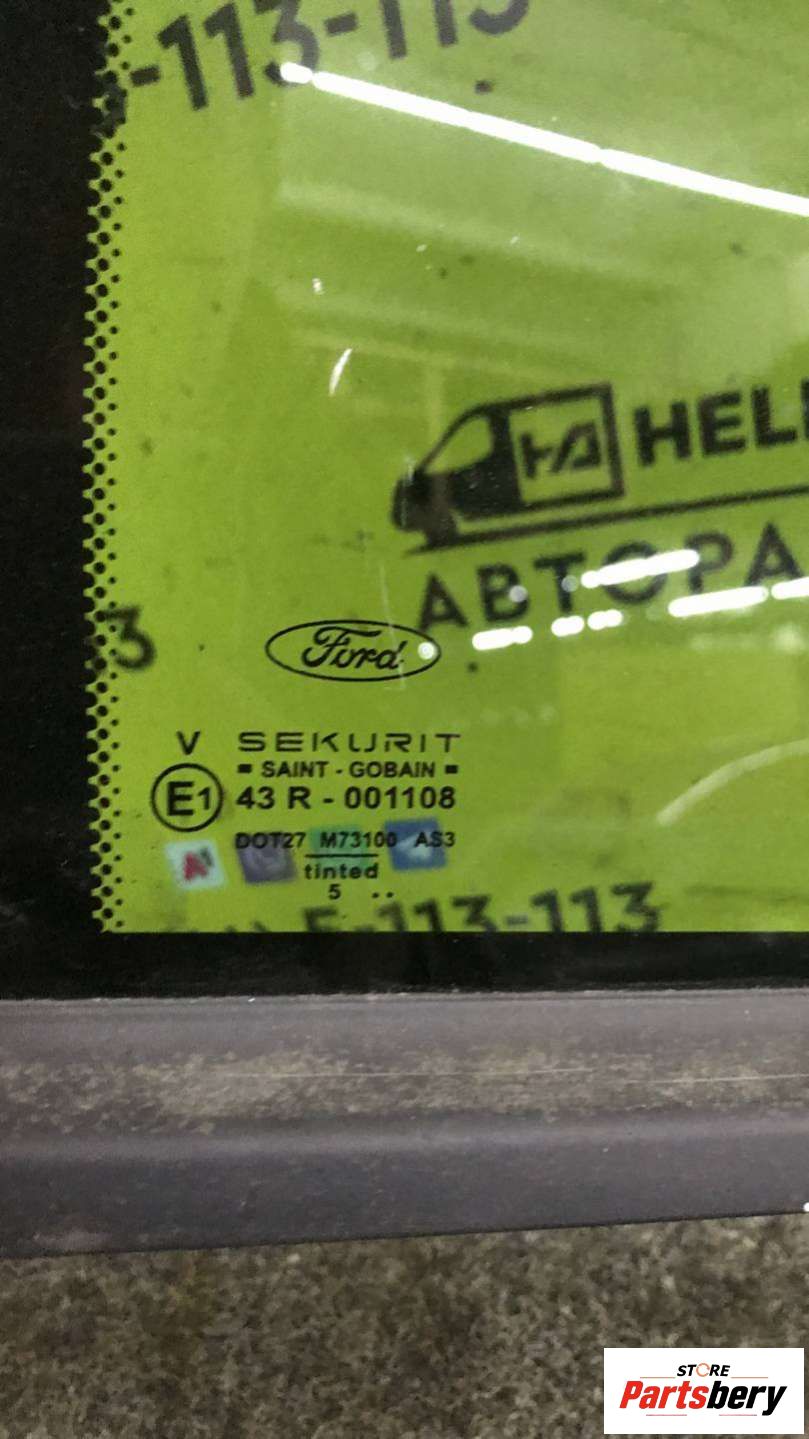 -113-113
HA HEL
АВТОРА
3
Ford
V SEKURIT
SAINT - GOBAIN
E1 43 R - 001108
DOT27 M73100 AS3
tinted
5 ..
E-113-113
STORE
Partsbery